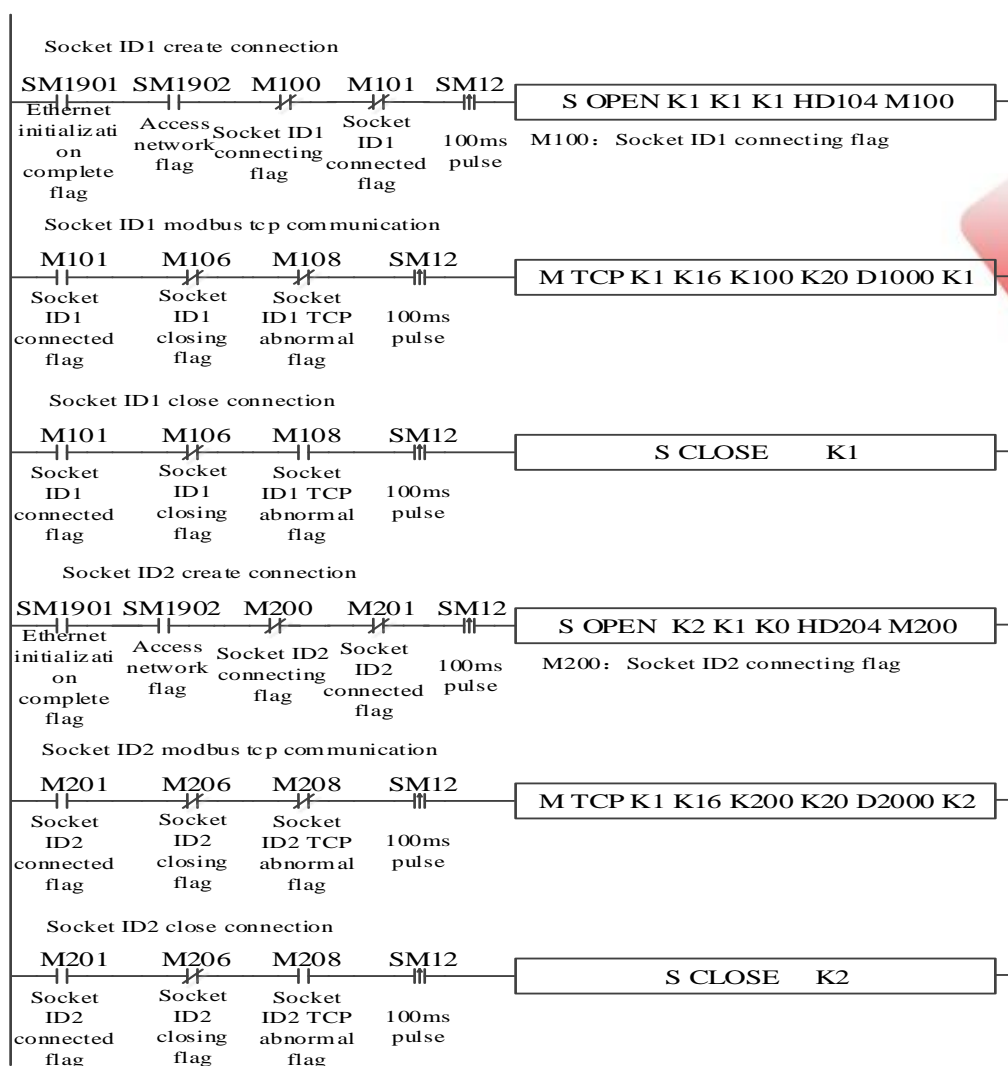 Socket ID1 create connection
SM1901 SM1902 M100 M101 SM12
S OPEN K1 K1 K1 HD104 M100
Ethernet
initializati
on
complete
flag
Access
network
flag
Socket ID1
connecting
flag
Socket
ID1
connected
flag
100ms
pulse
M100: Socket ID1 connecting flag
Socket ID1 modbus tcp communication
M101 M106 M108 SM12
M TCP K1 K16 K100 K20 D1000 K1
Socket
ID1
connected
flag
Socket
ID1
closing
flag
Socket
ID1 TCP
abnormal
flag
100ms
pulse
Socket ID1 close connection
M101 M106 M108 SM12
S CLOSE K1
Socket
ID1
connected
flag
Socket
ID1
closing
flag
Socket
ID1 TCP
abnormal
flag
100ms
pulse
Socket ID2 create connection
SM1901 SM1902 M200 M201 SM12
S OPEN K2 K1 K0 HD204 M200
Ethernet
initializati
on
complete
flag
Access
network
flag
Socket ID2
connecting
flag
Socket
ID2
connected
flag
100ms
pulse
M200: Socket ID2 connecting flag
Socket ID2 modbus tcp communication
M201 M206 M208 SM12
M TCP K1 K16 K200 K20 D2000 K2
Socket
ID2
connected
flag
Socket
ID2
closing
flag
Socket
ID2 TCP
abnormal
flag
100ms
pulse
Socket ID2 close connection
M201 M206 M208 SM12
S CLOSE K2
Socket
ID2
connected
flag
Socket
ID2
closing
flag
Socket
ID2 TCP
abnormal
flag
100ms
pulse